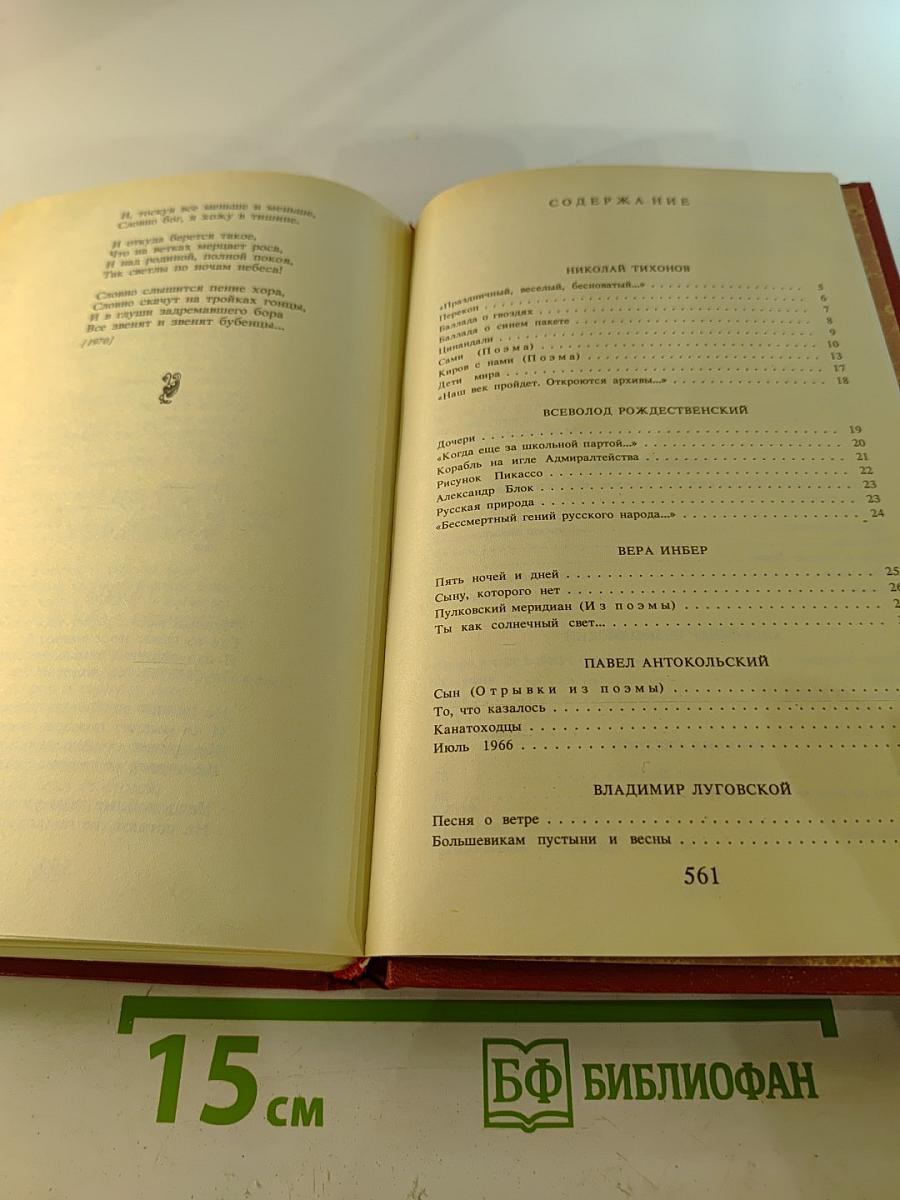 И, тоскуя все меньше и меньше,
Словно бог, я хожу в тишине.
И откуда берется такое,
Что на ветках мерцает роса,
И над родиной, полной покоя,
Так светлы по ночам небеса!
Словно слышится пение хора,
Словно скачут на тройках гонцы,
И в глуши задремавшего бора
Все звенят и звенят бубенцы...
[1970]
СОДЕРЖАНИЕ
НИКОЛАЙ ТИХОНОВ
«Праздничный, веселый, бесноватый...» 5
Перекоп 6
Баллада о гвоздях 7
Баллада о синем пакете 8
Цинандали 9
Сами (Поэма) 10
Киров с нами (Поэма) 13
Дети мира 17
«Наш век пройдет. Откроются архивы...» 18
ВСЕВОЛОД РОЖДЕСТВЕНСКИЙ
Дочери 19
«Когда еще за школьной партой...» 20
Корабль на игле Адмиралтейства 21
Рисунок Пикассо 22
Александр Блок 23
Русская природа 23
«Бессмертный гений русского народа...» 24
ВЕРА ИНБЕР
Пять ночей и дней 25
Сыну, которого нет
Пулковский меридиан (Из поэмы)
Ты как солнечный свет...
ПАВЕЛ АНТОКОЛЬСКИЙ
Сын (Отрывки из поэмы)
То, что казалось
Канатоходцы
Июль 1966
ВЛАДИМИР ЛУГОВСКОЙ
Песня о ветре
Большевикам пустыни и весны
561
15 см
БФ БИБЛИОФАН